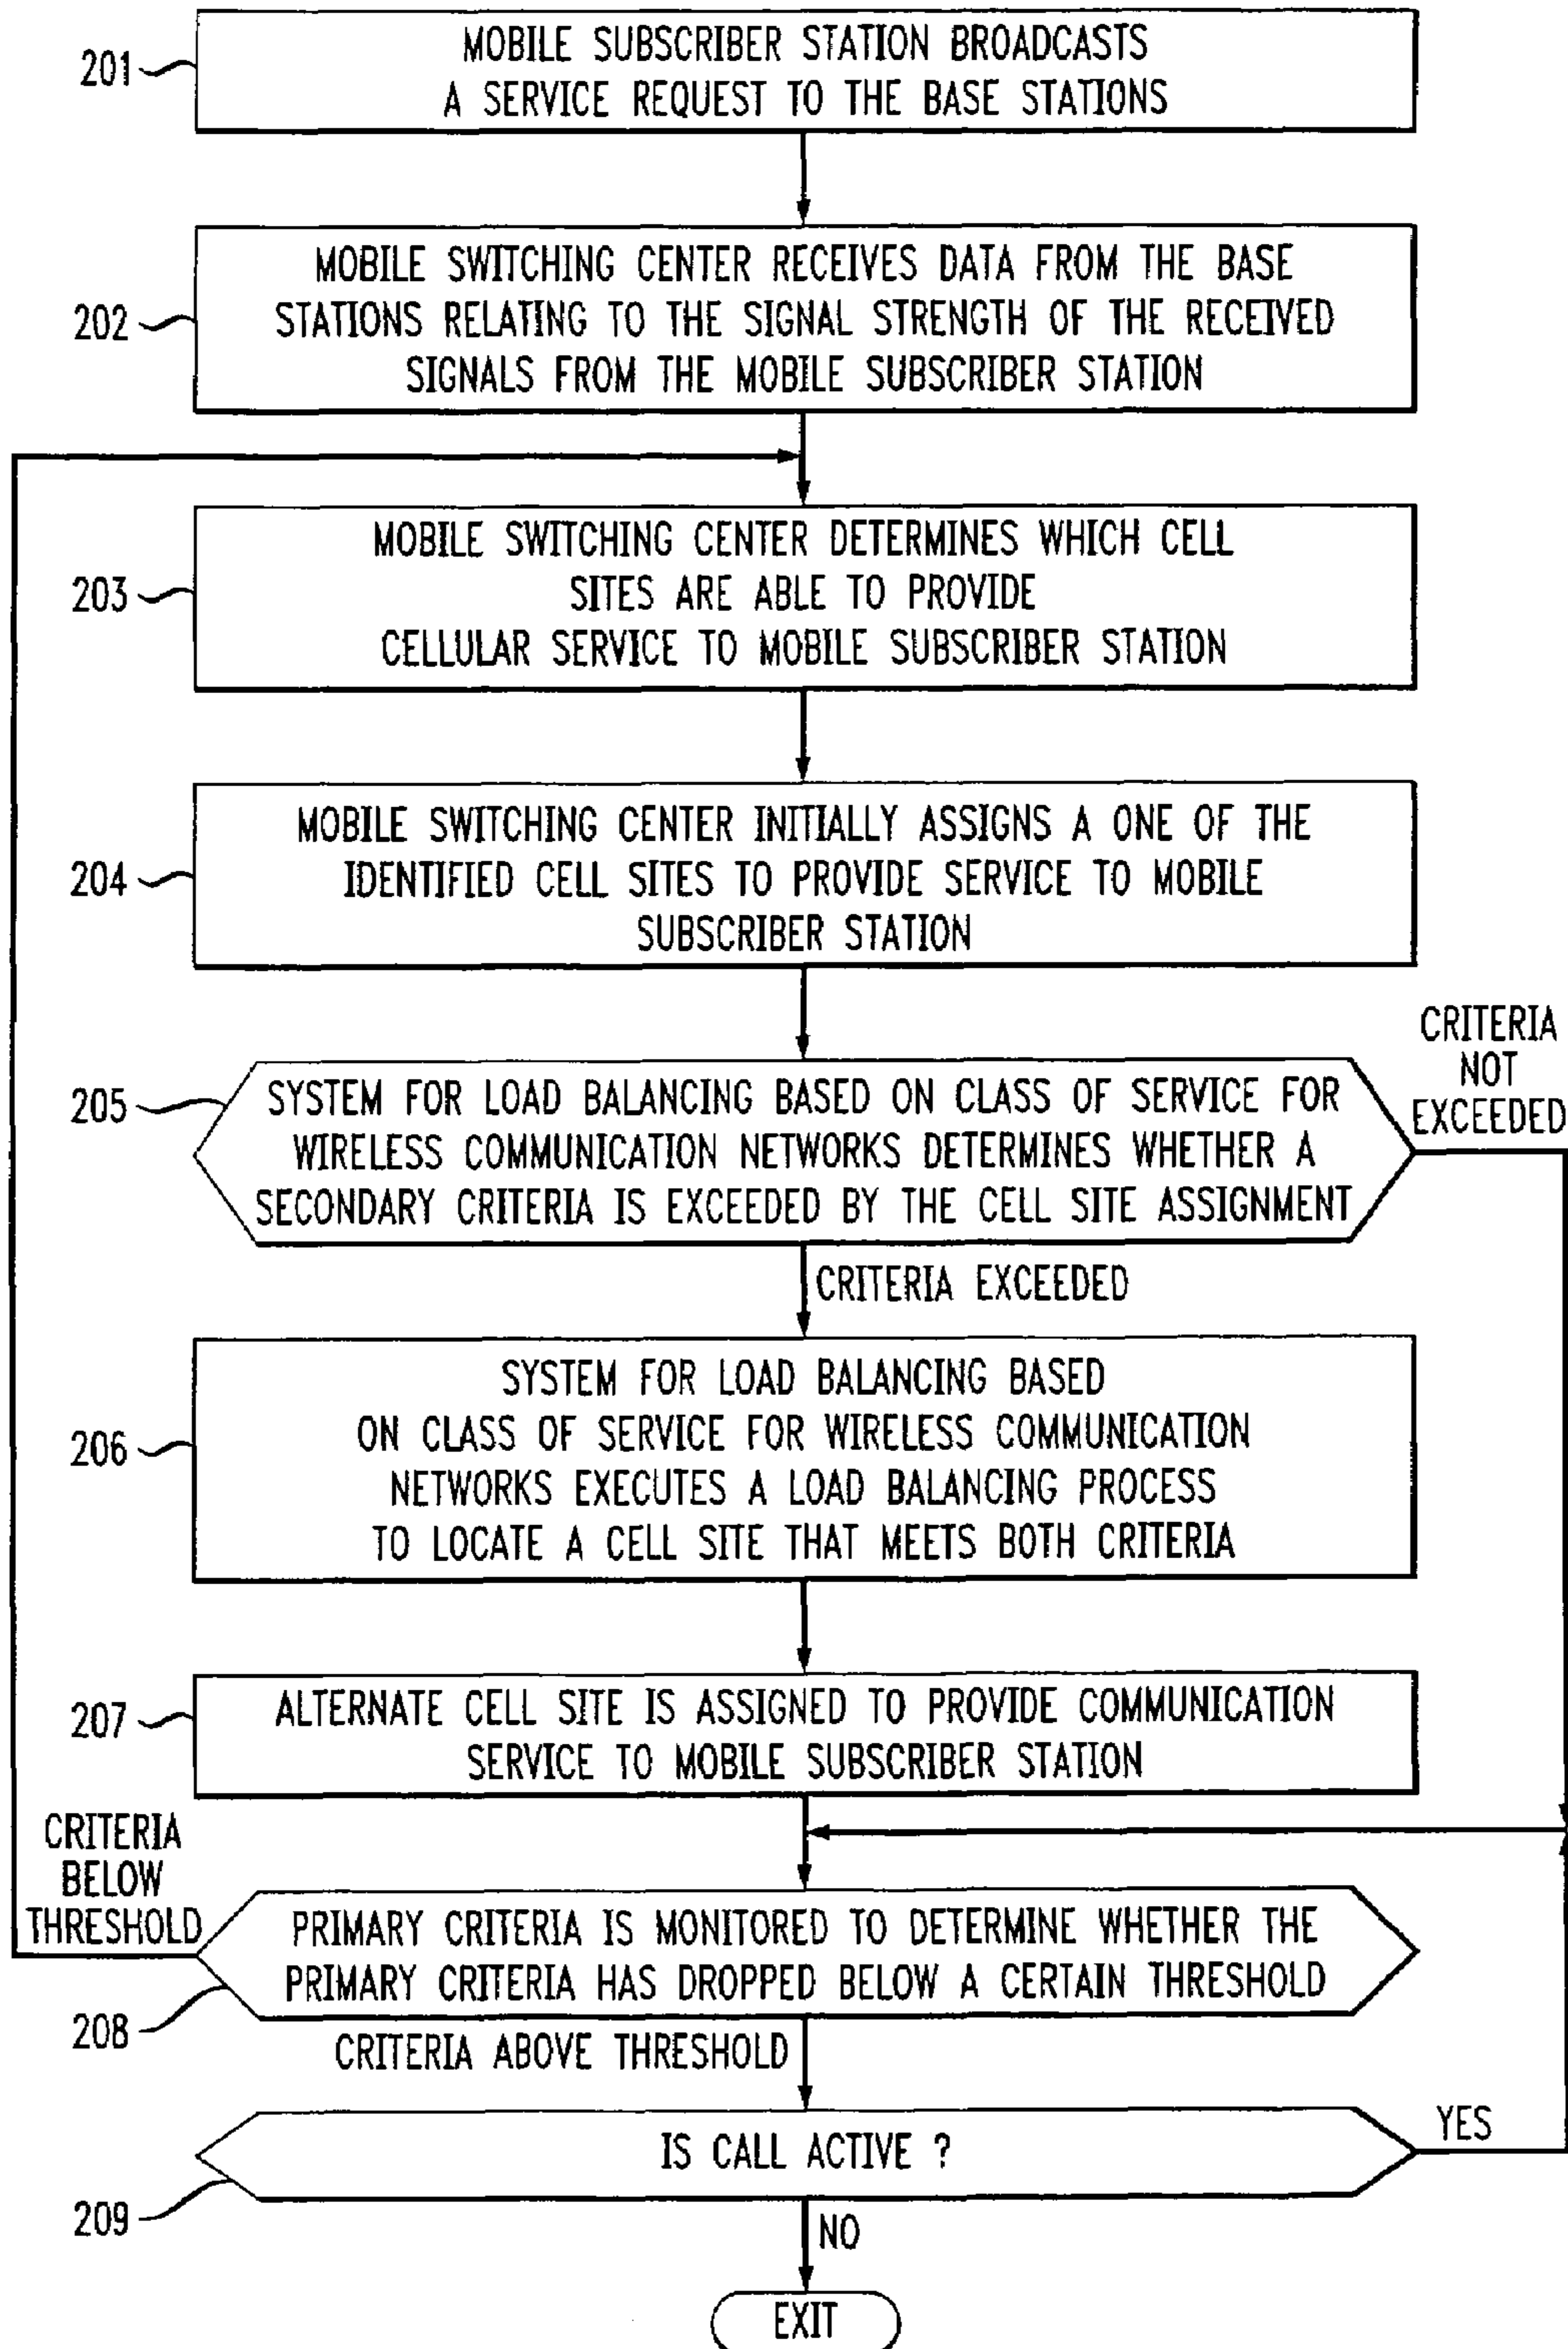 201
MOBILE SUBSCRIBER STATION BROADCASTS
A SERVICE REQUEST TO THE BASE STATIONS
202
MOBILE SWITCHING CENTER RECEIVES DATA FROM THE BASE
STATIONS RELATING TO THE SIGNAL STRENGTH OF THE RECEIVED
SIGNALS FROM THE MOBILE SUBSCRIBER STATION
203
MOBILE SWITCHING CENTER DETERMINES WHICH CELL
SITES ARE ABLE TO PROVIDE
CELLULAR SERVICE TO MOBILE SUBSCRIBER STATION
204
MOBILE SWITCHING CENTER INITIALLY ASSIGNS A ONE OF THE
IDENTIFIED CELL SITES TO PROVIDE SERVICE TO MOBILE
SUBSCRIBER STATION
205
SYSTEM FOR LOAD BALANCING BASED ON CLASS OF SERVICE FOR
WIRELESS COMMUNICATION NETWORKS DETERMINES WHETHER A
SECONDARY CRITERIA IS EXCEEDED BY THE CELL SITE ASSIGNMENT
CRITERIA
NOT
EXCEEDED
CRITERIA EXCEEDED
206
SYSTEM FOR LOAD BALANCING BASED
ON CLASS OF SERVICE FOR WIRELESS COMMUNICATION
NETWORKS EXECUTES A LOAD BALANCING PROCESS
TO LOCATE A CELL SITE THAT MEETS BOTH CRITERIA
207
ALTERNATE CELL SITE IS ASSIGNED TO PROVIDE COMMUNICATION
SERVICE TO MOBILE SUBSCRIBER STATION
CRITERIA
BELOW
THRESHOLD
208
PRIMARY CRITERIA IS MONITORED TO DETERMINE WHETHER THE
PRIMARY CRITERIA HAS DROPPED BELOW A CERTAIN THRESHOLD
CRITERIA ABOVE THRESHOLD
209
IS CALL ACTIVE ?
YES
NO
EXIT